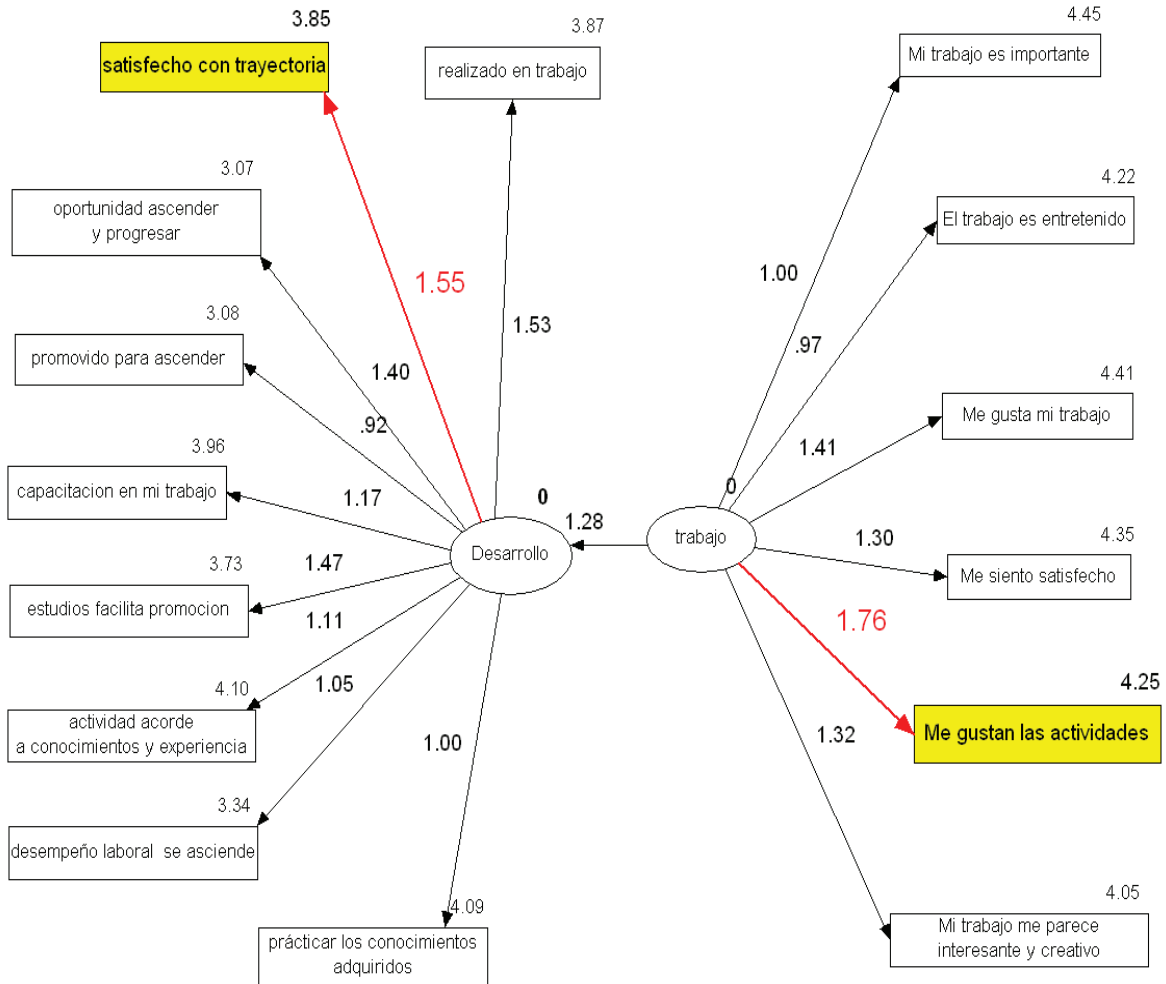 3.85
satisfecho con trayectoria
3.87
realizado en trabajo
4.45
Mi trabajo es importante
3.07
oportunidad ascender
y progresar
4.22
El trabajo es entretenido
1.55
1.00
1.53
.97
3.08
promovido para ascender
1.40
.92
4.41
Me gusta mi trabajo
1.41
3.96
capacitacion en mi trabajo
1.17
0
1.28
0
Desarrollo
trabajo
1.30
4.35
Me siento satisfecho
3.73
estudios facilita promocion
1.47
1.11
1.76
4.10
actividad acorde
a conocimientos y experiencia
1.05
4.25
Me gustan las actividades
1.00
1.32
3.34
desempeño laboral se asciende
4.09
prácticar los conocimientos
adquiridos
4.05
Mi trabajo me parece
interesante y creativo